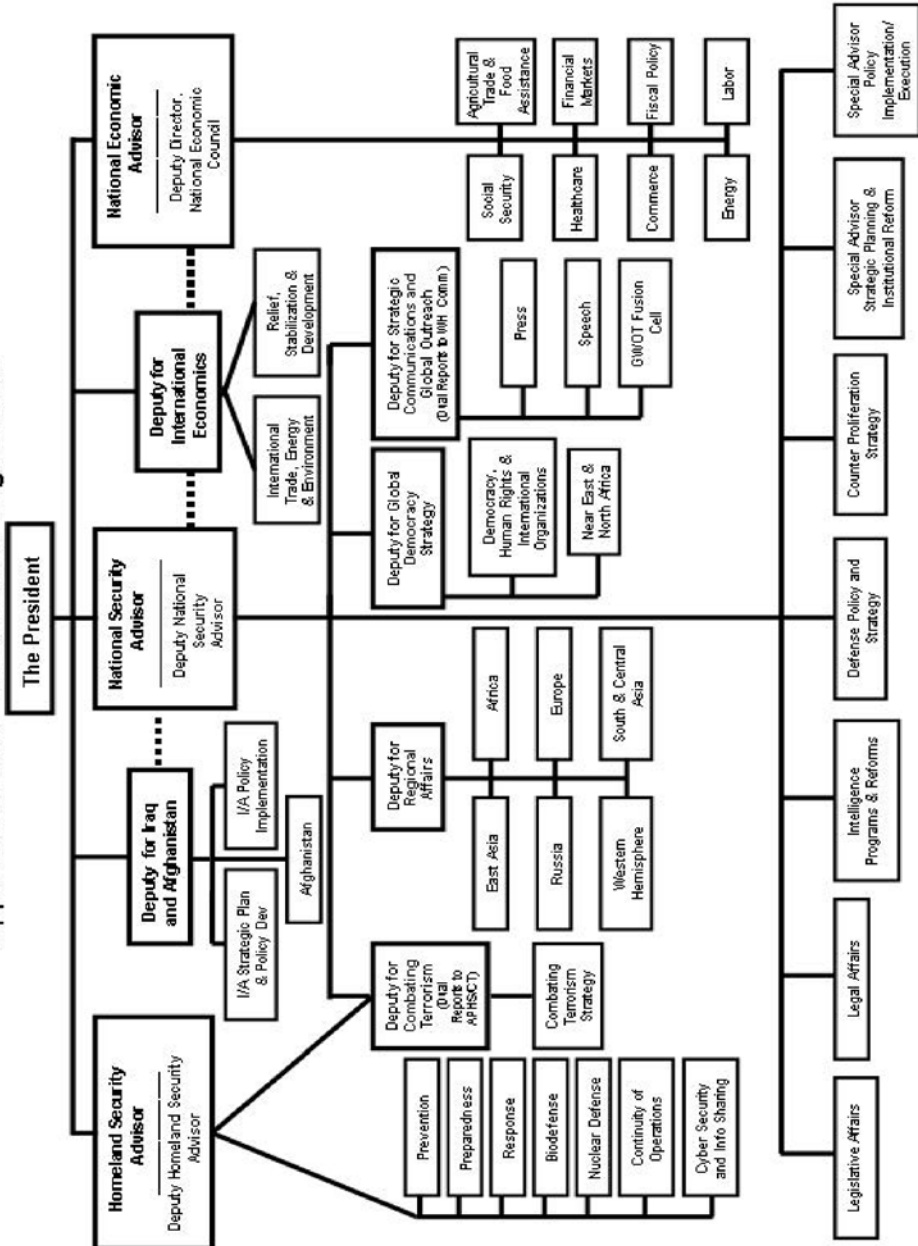 The President
Homeland Security
Advisor
Deputy Homeland Security
Advisor
Deputy for Iraq
and Afghanistan
National Security
Advisor
Deputy National
Security
Advisor
Deputy for
International
Economics
National Economic
Advisor
Deputy Director,
National Economic
Council
I/A Strategic Plan
& Policy Dev
I/A Policy
Implementation
Afghanistan
International
Trade, Energy
& Environment
Relief,
Stabilization &
Development
Deputy for
Combating
Terrorism
(Dual
Reports to
APHS/CT)
Deputy for
Regional
Affairs
Deputy for Global
Democracy
Strategy
Deputy for Strategic
Communications and
Global Outreach
(Dual Reports to WH Comm)
Prevention
Preparedness
Response
Biodefense
Nuclear Defense
Continuity of
Operations
Cyber Security
and Info Sharing
Combating
Terrorism
Strategy
East Asia
Africa
Russia
Europe
Western
Hemisphere
South & Central
Asia
Democracy,
Human Rights &
International
Organizations
Near East &
North Africa
Press
Speech
GWOT Fusion
Cell
Social
Security
Agricultural
Trade &
Food
Assistance
Healthcare
Financial
Markets
Commerce
Fiscal Policy
Energy
Labor
Legislative Affairs
Legal Affairs
Intelligence
Programs & Reforms
Defense Policy and
Strategy
Counter Proliferation
Strategy
Special Advisor
Strategic Planning &
Institutional Reform
Special Advisor
Policy
Implementation/
Execution